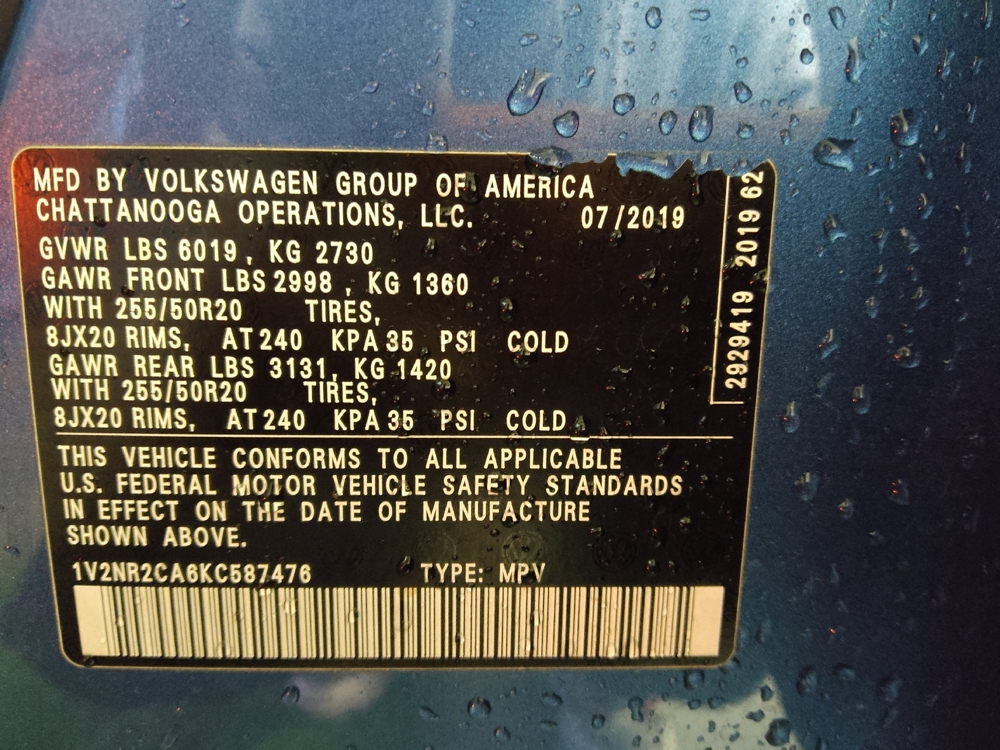 MFD BY VOLKSWAGEN GROUP OF AMERICA
CHATTANOOGA OPERATIONS, LLC. 07/2019
GVWR LBS 6019, KG 2730
GAWR FRONT LBS 2998, KG 1360
WITH 255/50R20 TIRES,
8JX20 RIMS, AT 240 KPA 35 PSI COLD
GAWR REAR LBS 3131, KG 1420
WITH 255/50R20 TIRES,
8JX20 RIMS, AT 240 KPA 35 PSI COLD
THIS VEHICLE CONFORMS TO ALL APPLICABLE
U.S. FEDERAL MOTOR VEHICLE SAFETY STANDARDS
IN EFFECT ON THE DATE OF MANUFACTURE
SHOWN ABOVE.
1V2NR2CA6KC587476 TYPE: MPV
2929419 2019 62